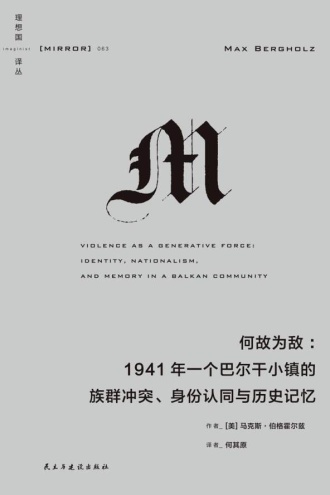 理想国
imaginist
译丛
[MIRROR] 063
MAX BERGHOLZ
M
VIOLENCE AS A GENERATIVE FORCE:
IDENTITY, NATIONALISM,
AND MEMORY IN A BALKAN COMMUNITY
何故为敌：
1941 年一个巴尔干小镇的
族群冲突、身份认同与历史记忆
作者_ [美] 马克斯·伯格霍尔兹
译者_ 何其原
民主与建设出版社